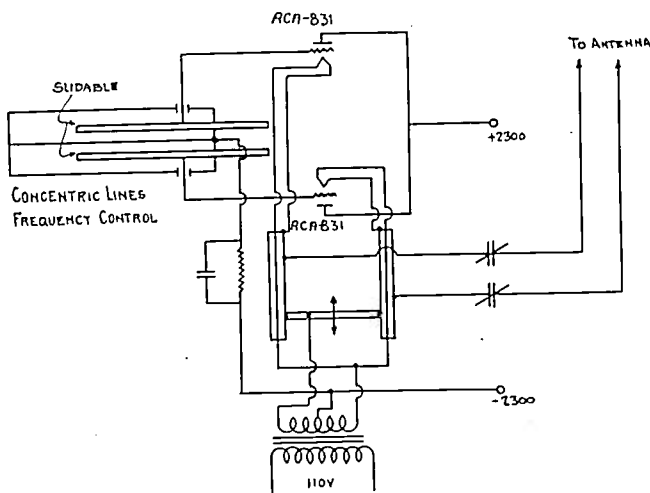 RCA-831
TO ANTENNA
SLIDABLE
+2300
CONCENTRIC LINES
FREQUENCY CONTROL
RCA-831
-2300
110V